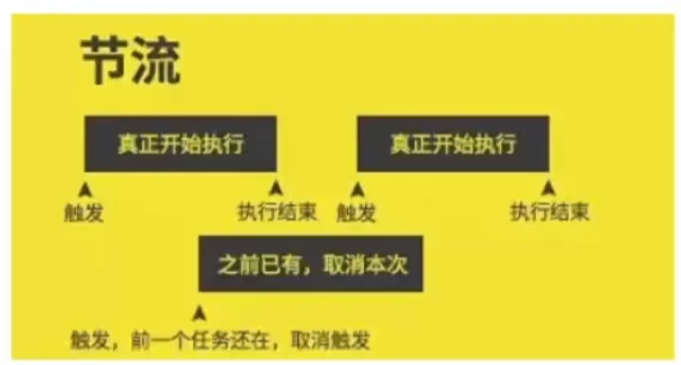 节流
真正开始执行 真正开始执行
触发 执行结束 触发 执行结束
之前已有，取消本次
触发，前一个任务还在，取消触发